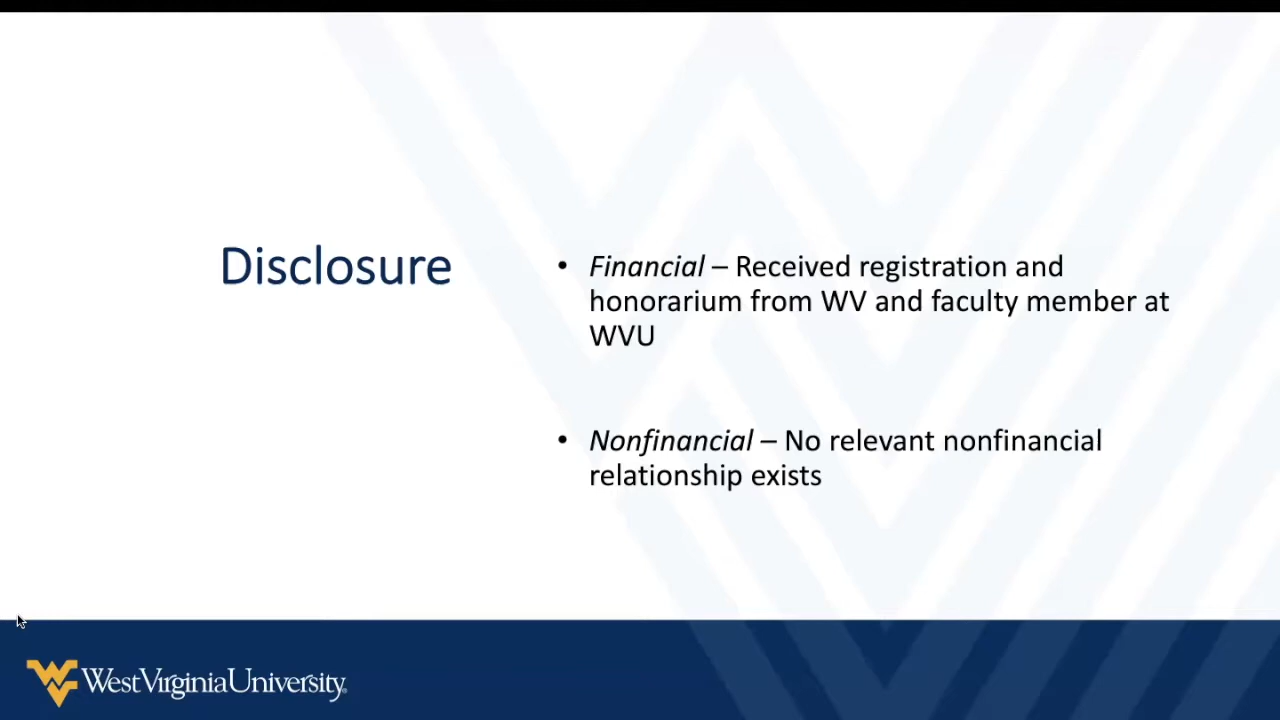 Disclosure
• Financial – Received registration and
honorarium from WV and faculty member at
WVU
• Nonfinancial – No relevant nonfinancial
relationship exists
WestVirginiaUniversity.